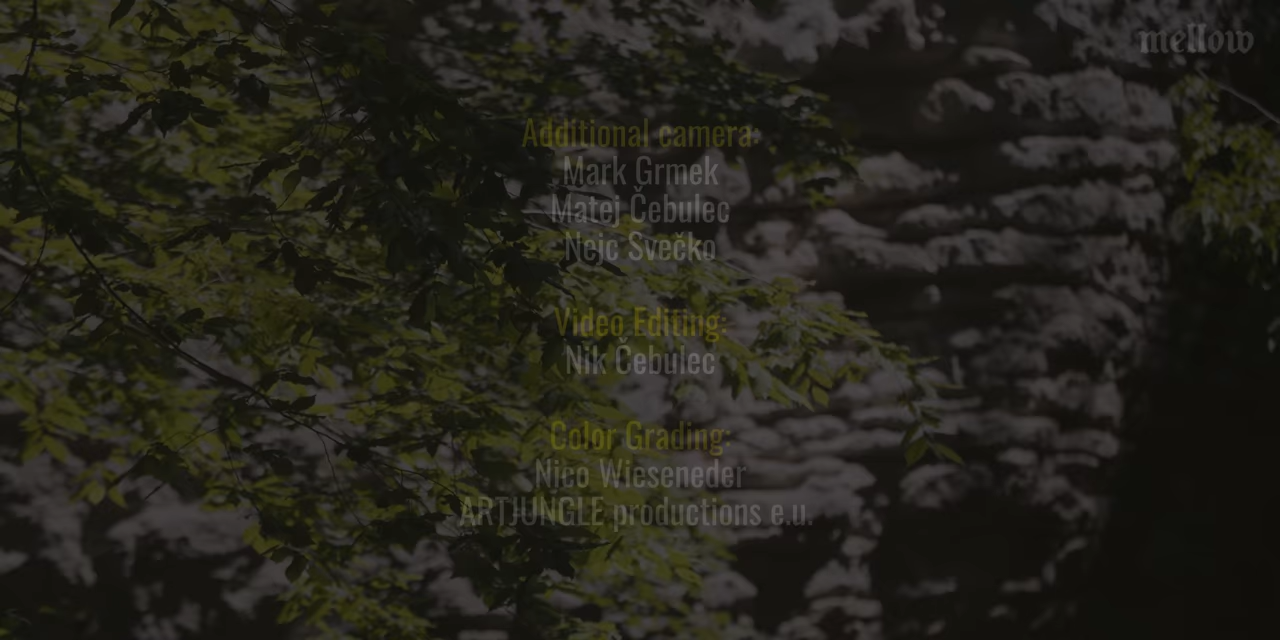 mellow
Additional camera:
Mark Grmek
Matej Čebulec
Nejc Svečko
Video Editing:
Nik Čebulec
Color Grading:
Nico Wieseneder
ARTJUNGLE productions e.u.